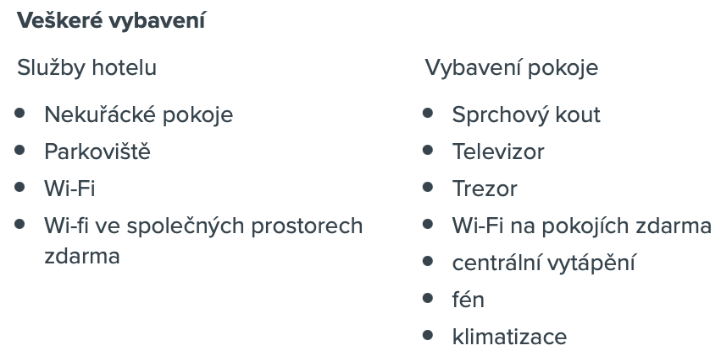 Veškeré vybavení
Služby hotelu
• Nekuřácké pokoje
• Parkoviště
• Wi-Fi
• Wi-fi ve společných prostorech
zdarma
Vybavení pokoje
• Sprchový kout
• Televizor
• Trezor
• Wi-Fi na pokojích zdarma
• centrální vytápění
• fén
• klimatizace